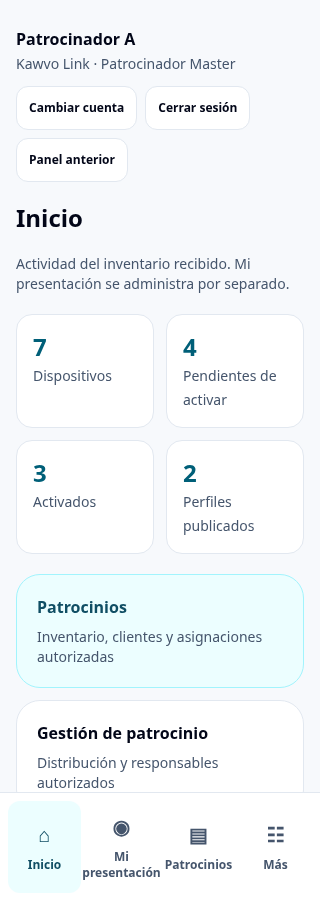 Patrocinador A
Kawvo Link · Patrocinador Master
Cambiar cuenta
Cerrar sesión
Panel anterior
Inicio
Actividad del inventario recibido. Mi
presentación se administra por separado.
7
Dispositivos
4
Pendientes de
activar
3
Activados
2
Perfiles
publicados
Patrocinios
Inventario, clientes y asignaciones
autorizadas
Gestión de patrocinio
Distribución y responsables
autorizados
Inicio
Mi
presentación
Patrocinios
Más